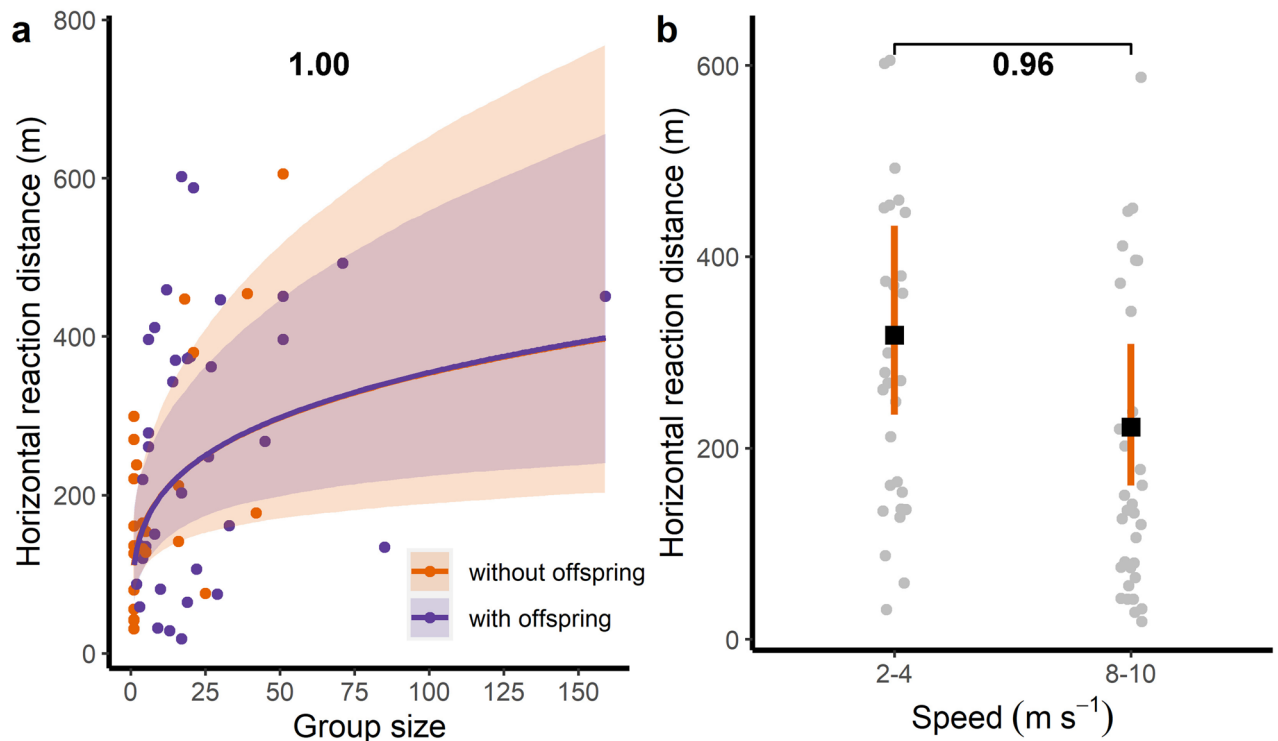 a
1.00
Horizontal reaction distance (m)
800
600
400
200
0
without offspring
with offspring
0 25 50 75 100 125 150
Group size
b
0.96
Horizontal reaction distance (m)
600
400
200
0
2-4 8-10
Speed (m s⁻¹)